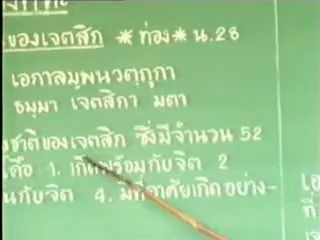 ของเจตสิก *ท่อง* น.28
เอกาลมฺพนวตฺถุกา
ธมฺมา เจตสิกา มตา
ชาติของเจตสิก ซึ่งมีจำนวน 52
คือ 1. เกิดพร้อมกับจิต 2
กับจิต 4. มีที่อาศัยเกิดอย่าง-